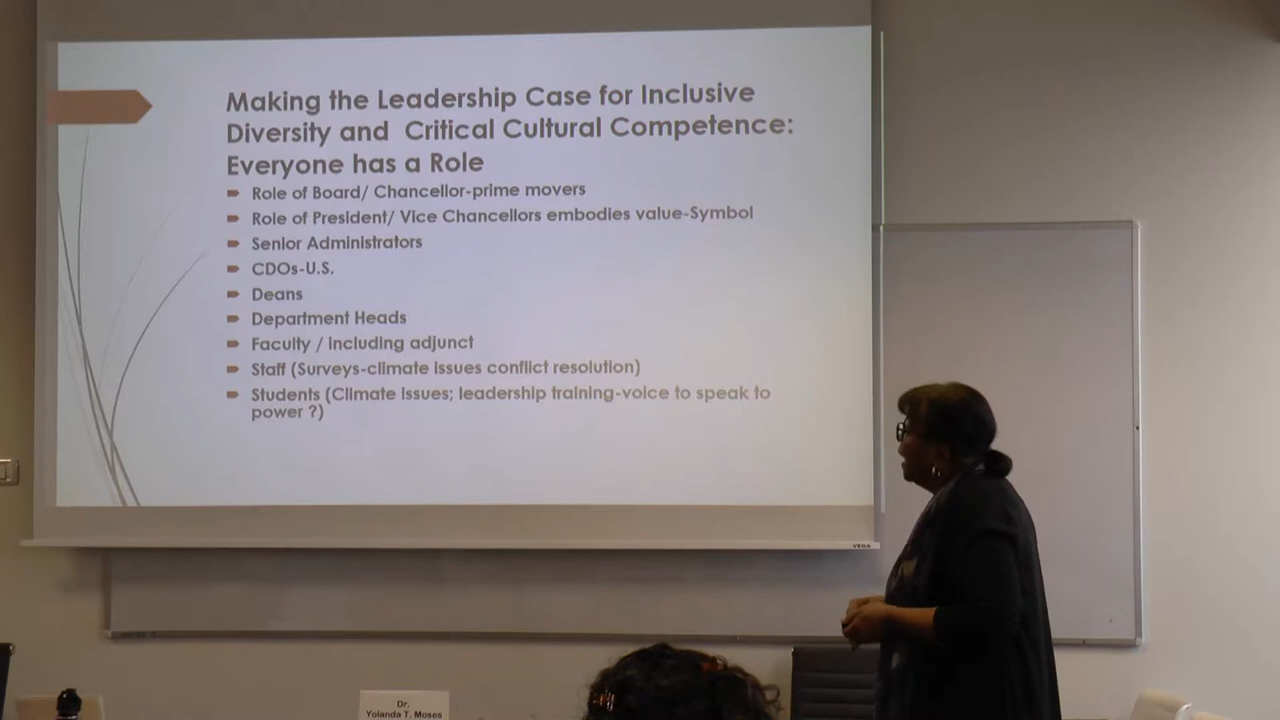 Making the Leadership Case for Inclusive
Diversity and Critical Cultural Competence:
Everyone has a Role
Role of Board/ Chancellor-prime movers
Role of President/ Vice Chancellors embodies value-Symbol
Senior Administrators
CDOs-U.S.
Deans
Department Heads
Faculty / including adjunct
Staff (Surveys-climate issues conflict resolution)
Students (Climate issues; leadership training-voice to speak to
power ?)
VEGA
Dr.
Yolanda T. Moses